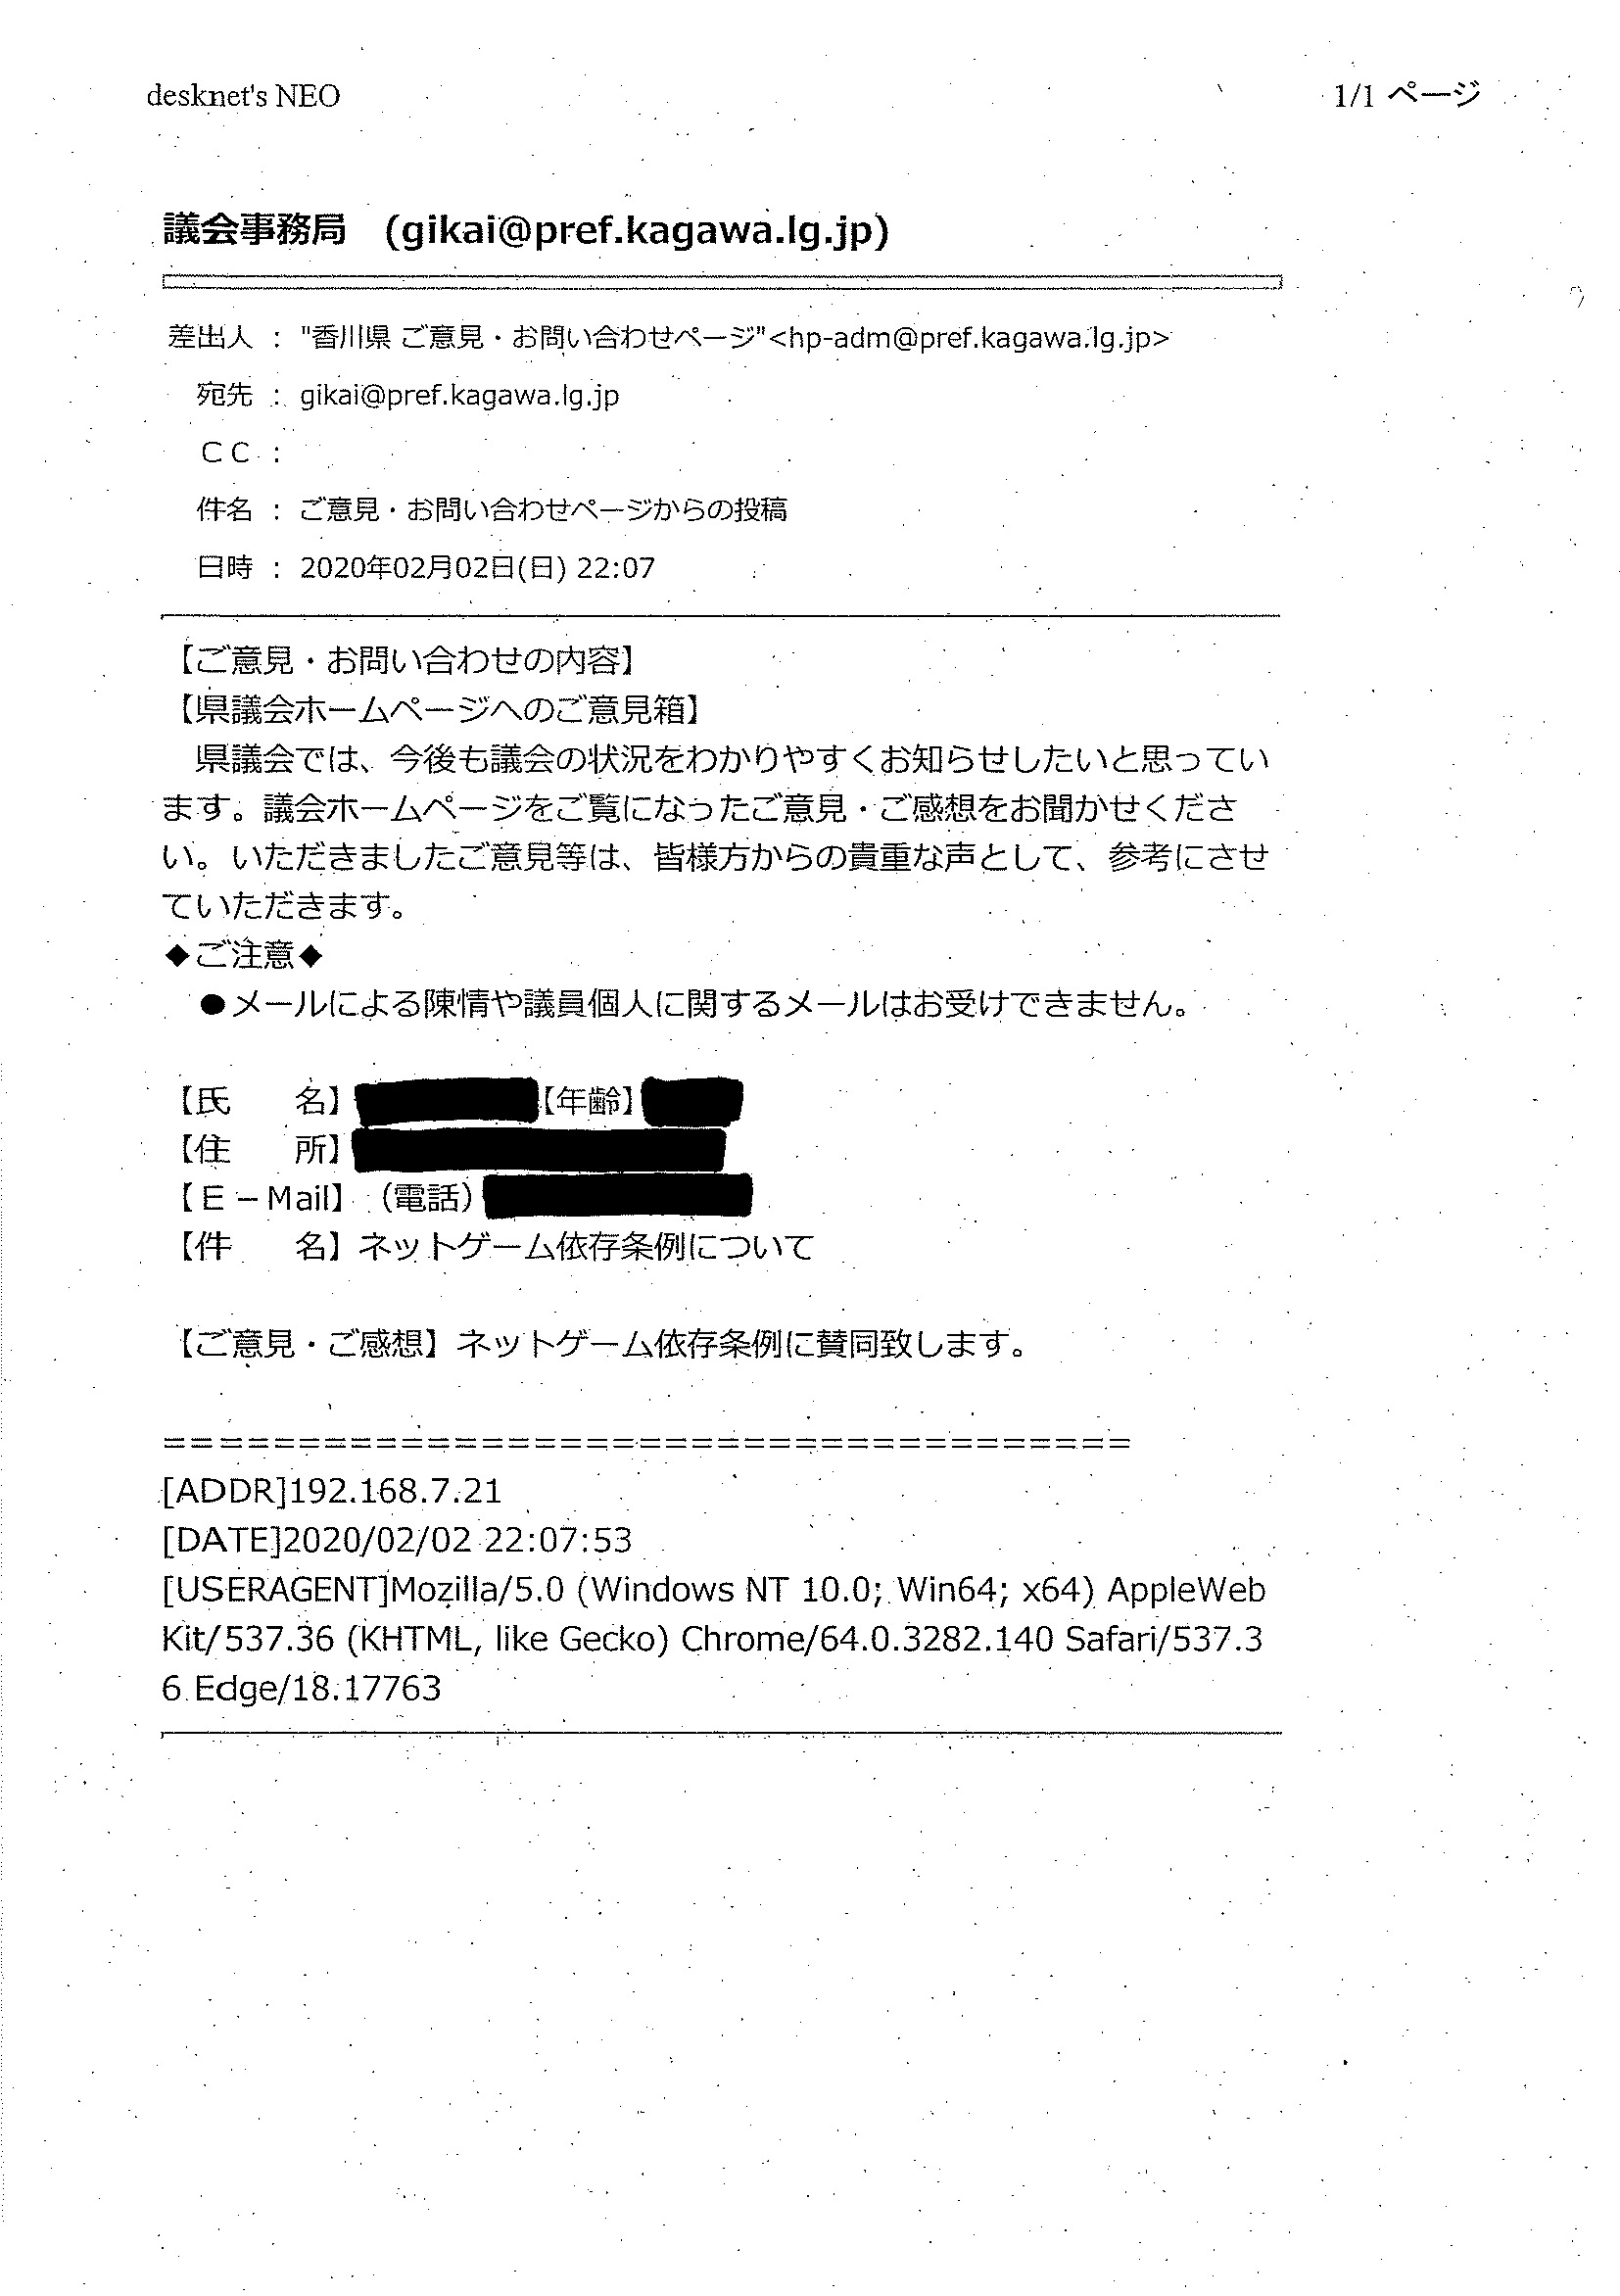 desknet's NEO
1/1 ページ
議会事務局　(gikai@pref.kagawa.lg.jp)
差出人 ： "香川県 ご意見・お問い合わせページ"<hp-adm@pref.kagawa.lg.jp>
宛先 ： gikai@pref.kagawa.lg.jp
ＣＣ ：
件名 ： ご意見・お問い合わせページからの投稿
日時 ： 2020年02月02日(日) 22:07
【ご意見・お問い合わせの内容】
【県議会ホームページへのご意見箱】
　県議会では、今後も議会の状況をわかりやすくお知らせしたいと思ってい
ます。議会ホームページをご覧になったご意見・ご感想をお聞かせくださ
い。いただきましたご意見等は、皆様方からの貴重な声として、参考にさせ
ていただきます。
◆ご注意◆
　●メールによる陳情や議員個人に関するメールはお受けできません。
【氏　　名】【年齢】
【住　　所】
【Ｅ－Mail】（電話）
【件　　名】ネットゲーム依存条例について
【ご意見・ご感想】ネットゲーム依存条例に賛同致します。
=====================================
[ADDR]192.168.7.21
[DATE]2020/02/02 22:07:53
[USERAGENT]Mozilla/5.0 (Windows NT 10.0; Win64; x64) AppleWeb
Kit/537.36 (KHTML, like Gecko) Chrome/64.0.3282.140 Safari/537.3
6 Edge/18.17763